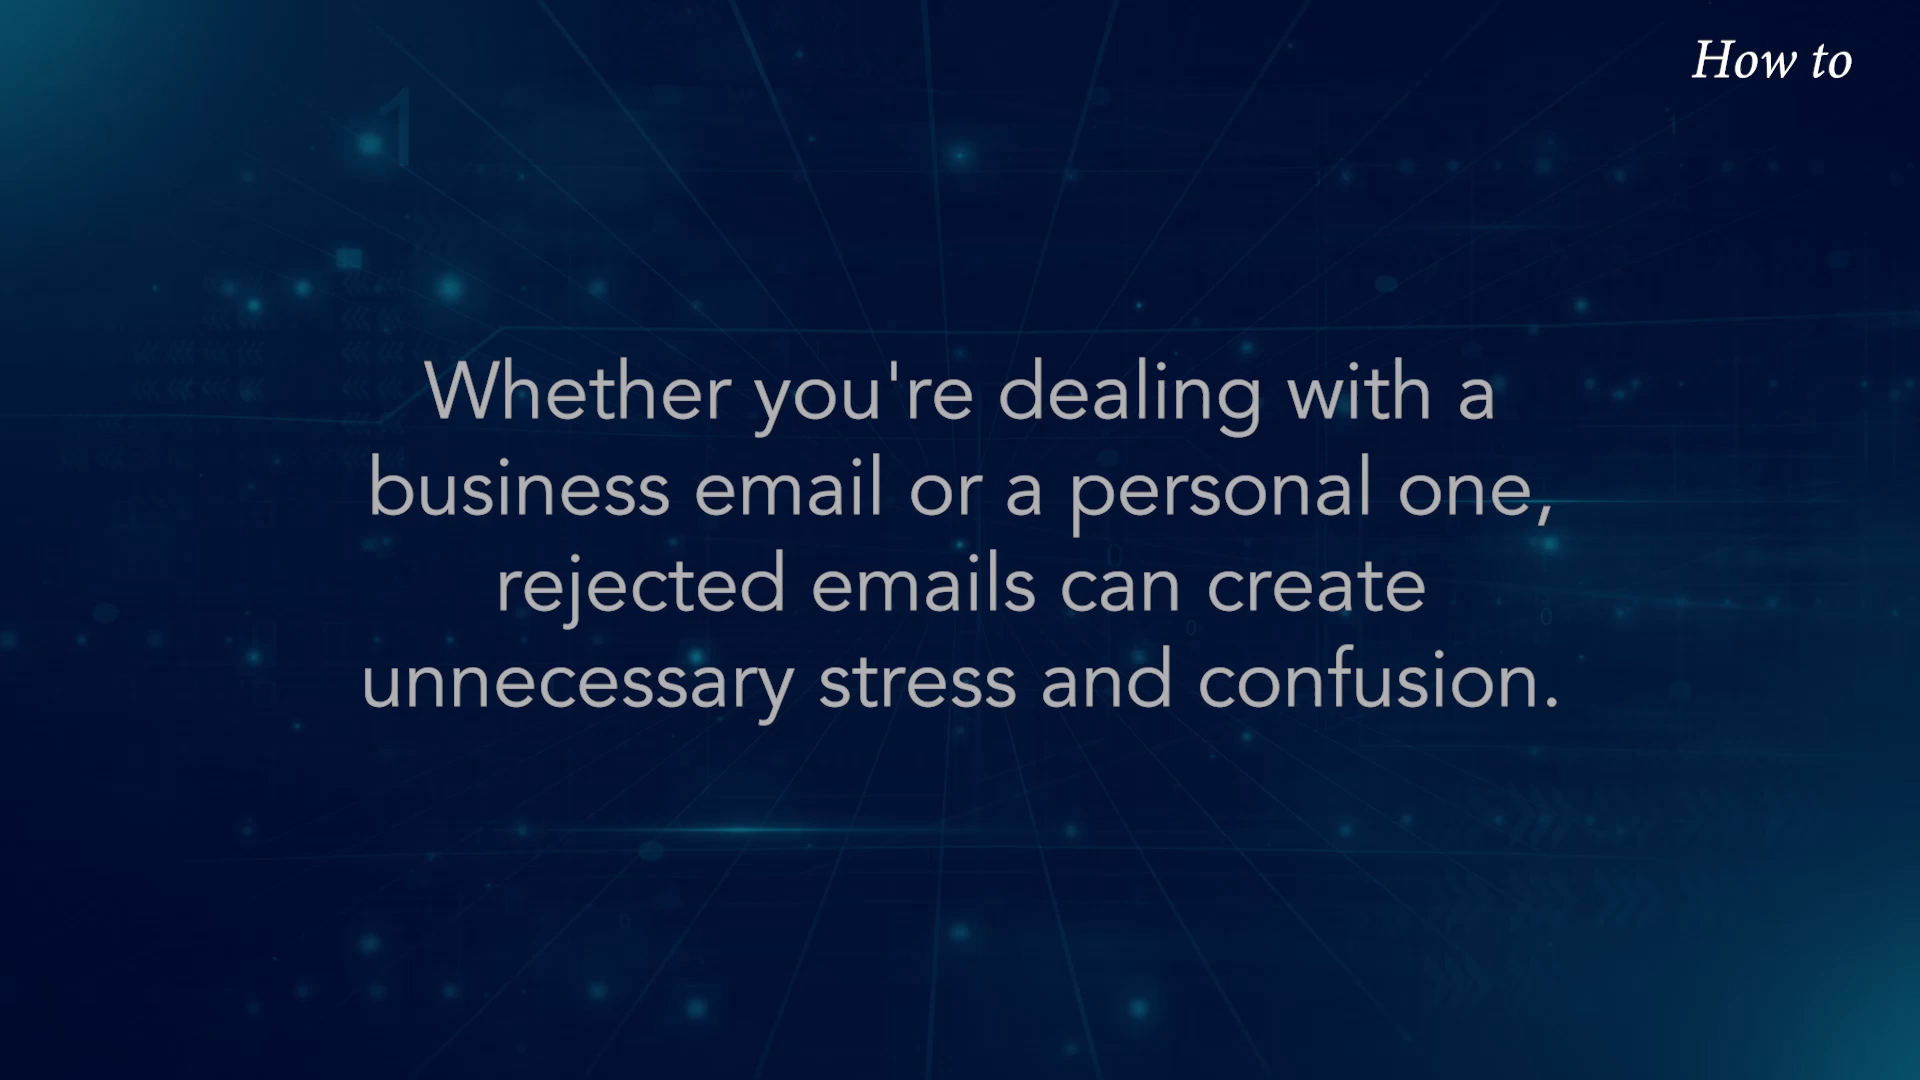 How to
Whether you're dealing with a
business email or a personal one,
rejected emails can create
unnecessary stress and confusion.